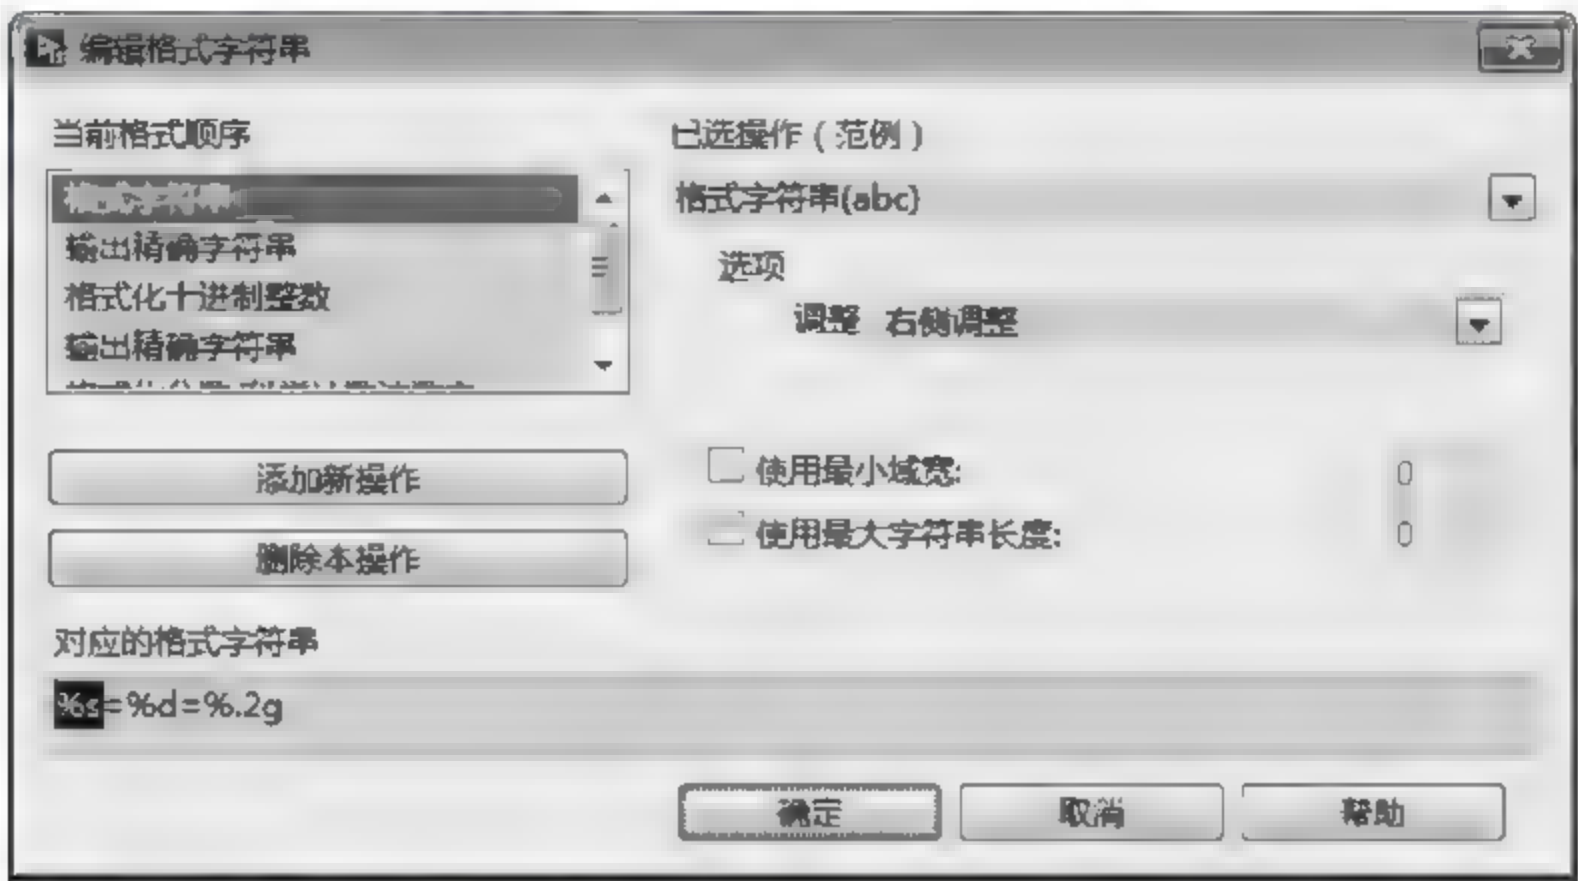 编辑格式字符串
当前格式顺序
格式字符串
输出精确字符串
格式化十进制整数
输出精确字符串
添加新操作
删除本操作
已选操作(范例)
格式字符串(abc)
选项
调整 右侧调整
使用最小域宽: 0
使用最大字符串长度: 0
对应的格式字符串
%s=%d=%.2g
确定 取消 帮助